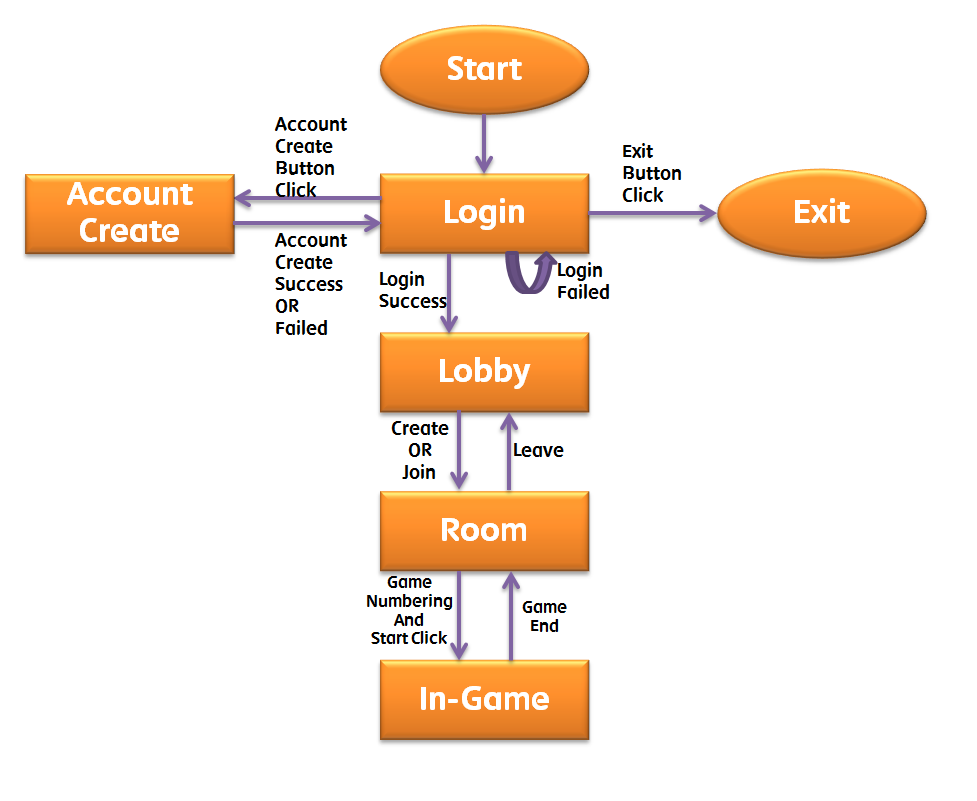 Start
Account
Create
Button
Click
Exit
Button
Click
Account
Create
Login
Exit
Account
Create
Success
OR
Failed
Login
Success
Login
Failed
Lobby
Create
OR
Join
Leave
Room
Game
Numbering
And
Start Click
Game
End
In-Game